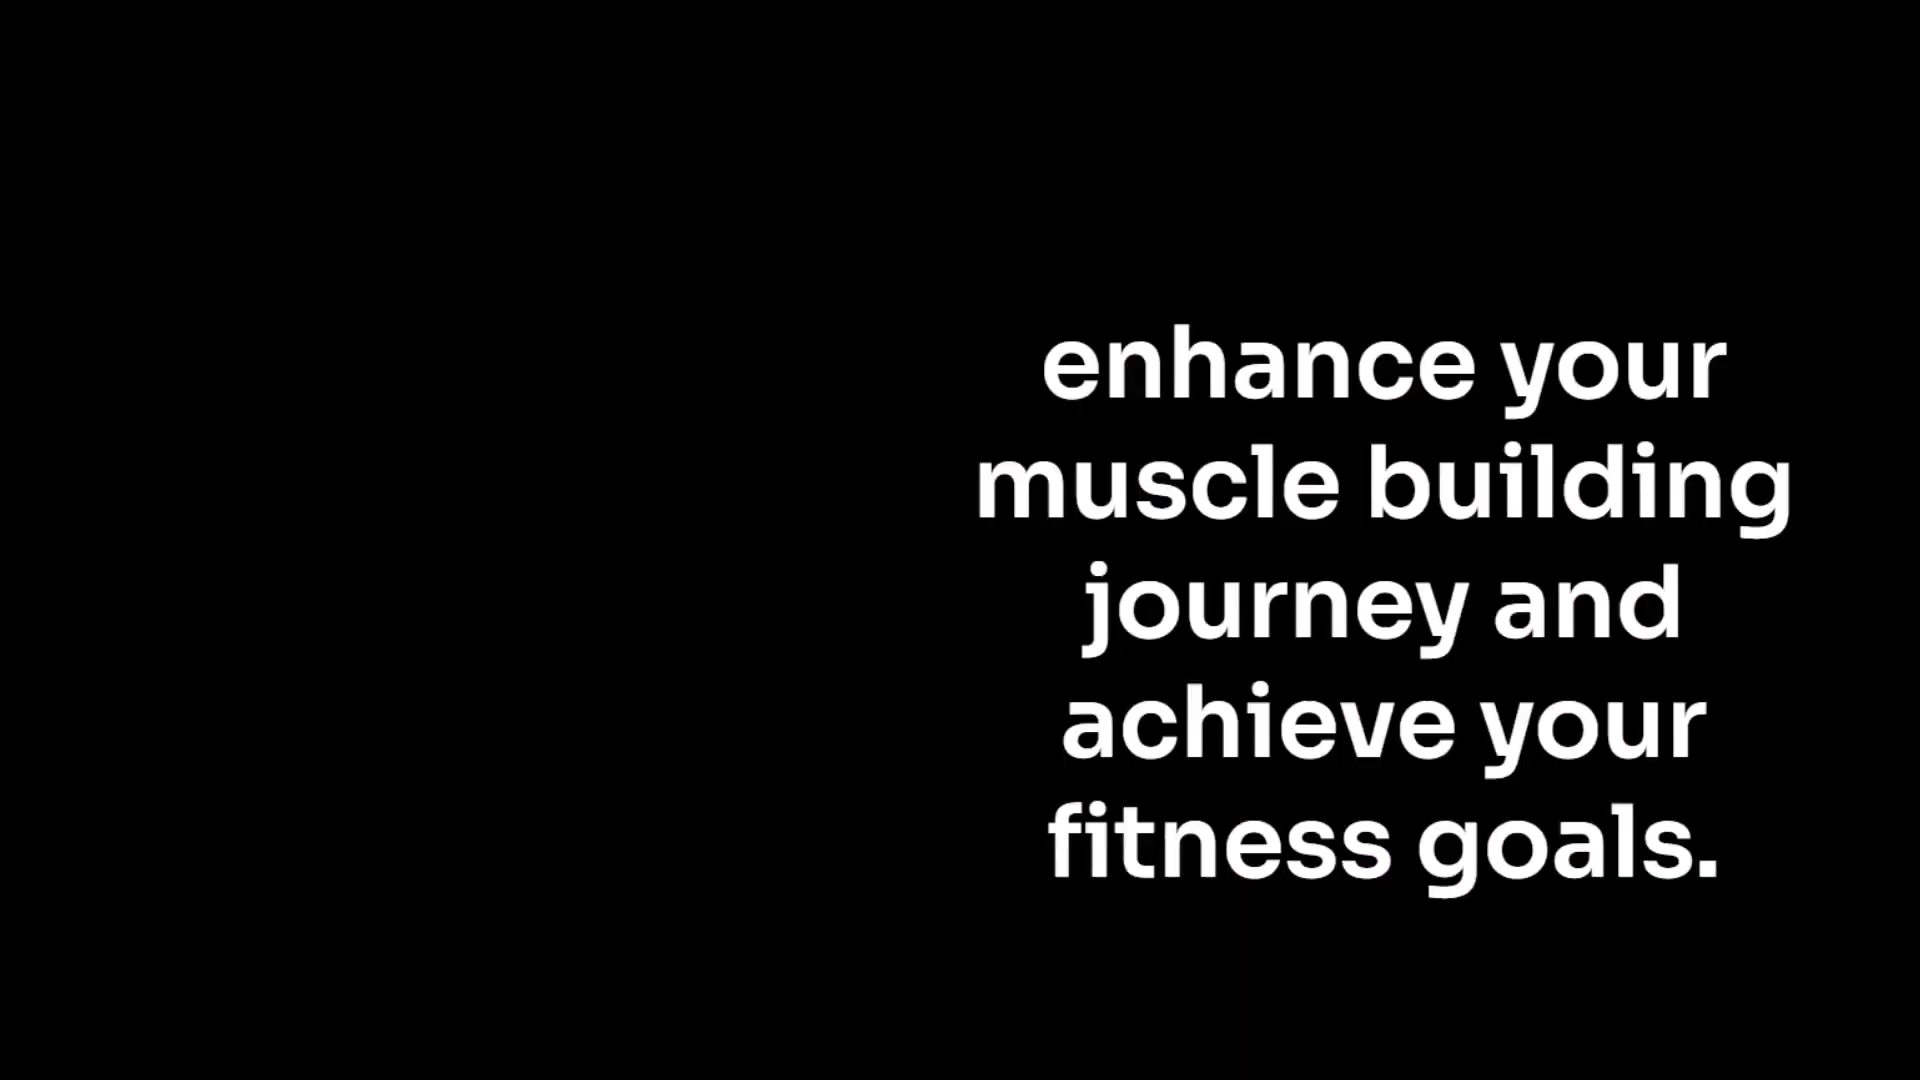 enhance your
muscle building
journey and
achieve your
fitness goals.